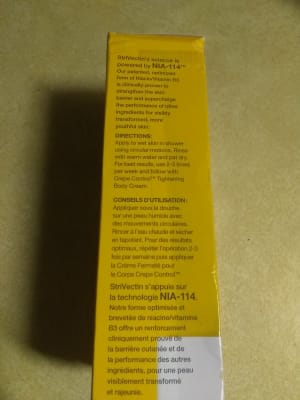 StriVectin's science is
powered by NIA-114™
Our patented, optimized
form of Niacin/Vitamin B3
is clinically-proven to
strengthen the skin
barrier and supercharge
the performance of other
ingredients for visibly
transformed, more
youthful skin.
DIRECTIONS:
Apply to wet skin in shower
using circular motions. Rinse
with warm water and pat dry.
For best results, use 2-3 times
per week and follow with
Crepe Control™ Tightening
Body Cream.
CONSEILS D'UTILISATION:
Appliquer sous la douche
sur une peau humide avec
des mouvements circulaires.
Rincer à l'eau chaude et sécher
en tapotant. Pour des résultats
optimaux, répéter l'opération 2-3
fois par semaine puis appliquer
la Crème Fermeté pour
le Corps Crepe Control™
StriVectin s'appuie sur
la technologie NIA-114.
Notre forme optimisée et
brevetée de niacine/vitamine
B3 offre un renforcement
cliniquement prouvé de
la barrière cutanée et de
la performance des autres
ingrédients, pour une peau
visiblement transformé
et rajeunie.